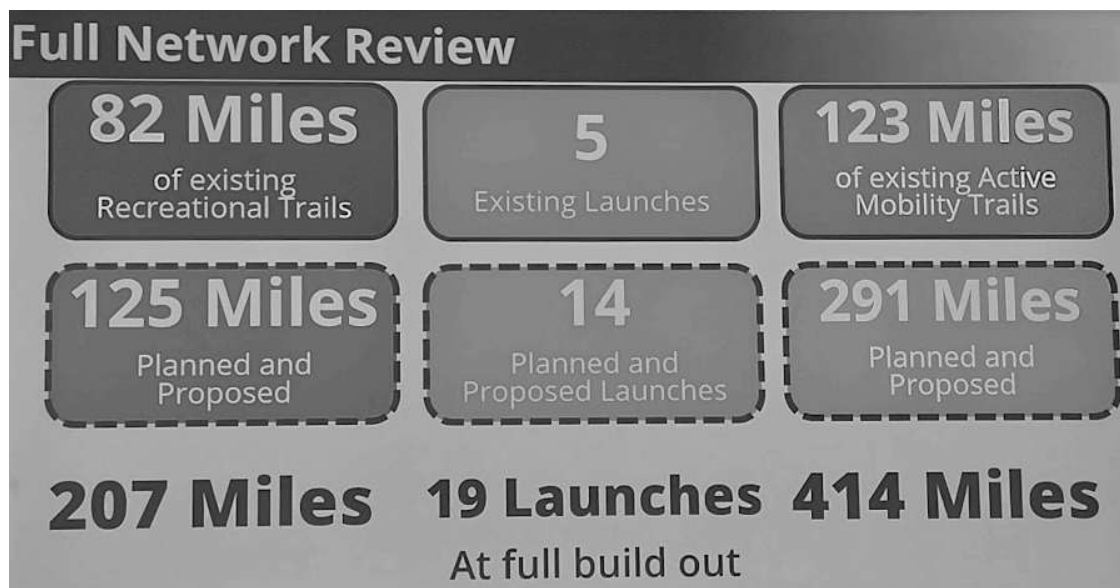 Full Network Review
82 Miles
of existing
Recreational Trails
5
Existing Launches
123 Miles
of existing Active
Mobility Trails
125 Miles
Planned and
Proposed
14
Planned and
Proposed Launches
291 Miles
Planned and
Proposed
207 Miles
19 Launches
414 Miles
At full build out